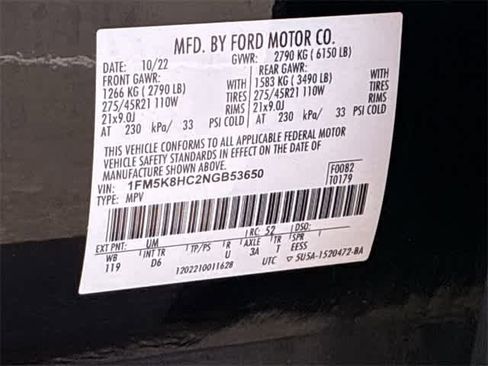 MFD. BY FORD MOTOR CO.
DATE: 10/22 GVWR: 2790 KG ( 6150 LB)
FRONT GAWR: REAR GAWR:
1266 KG ( 2790 LB) WITH 1583 KG ( 3490 LB) WITH
275/45R21 110W TIRES 275/45R21 110W TIRES
21x9.0J RIMS 21x9.0J RIMS
AT 230 kPa/ 33 PSI COLD AT 230 kPa/ 33 PSI COLD
THIS VEHICLE CONFORMS TO ALL APPLICABLE FEDERAL MOTOR
VEHICLE SAFETY STANDARDS IN EFFECT ON THE DATE OF
MANUFACTURE SHOWN ABOVE.
VIN: 1FM5K8HC2NGB53650 F0082
TYPE: MPV T0179
EXT PNT: UM RC: 52
WB INT TR TP/PS R AXLE TR SPR
119 D6 U 3A T EESS
1202210011628 UTC 5U5A-1520472-BA